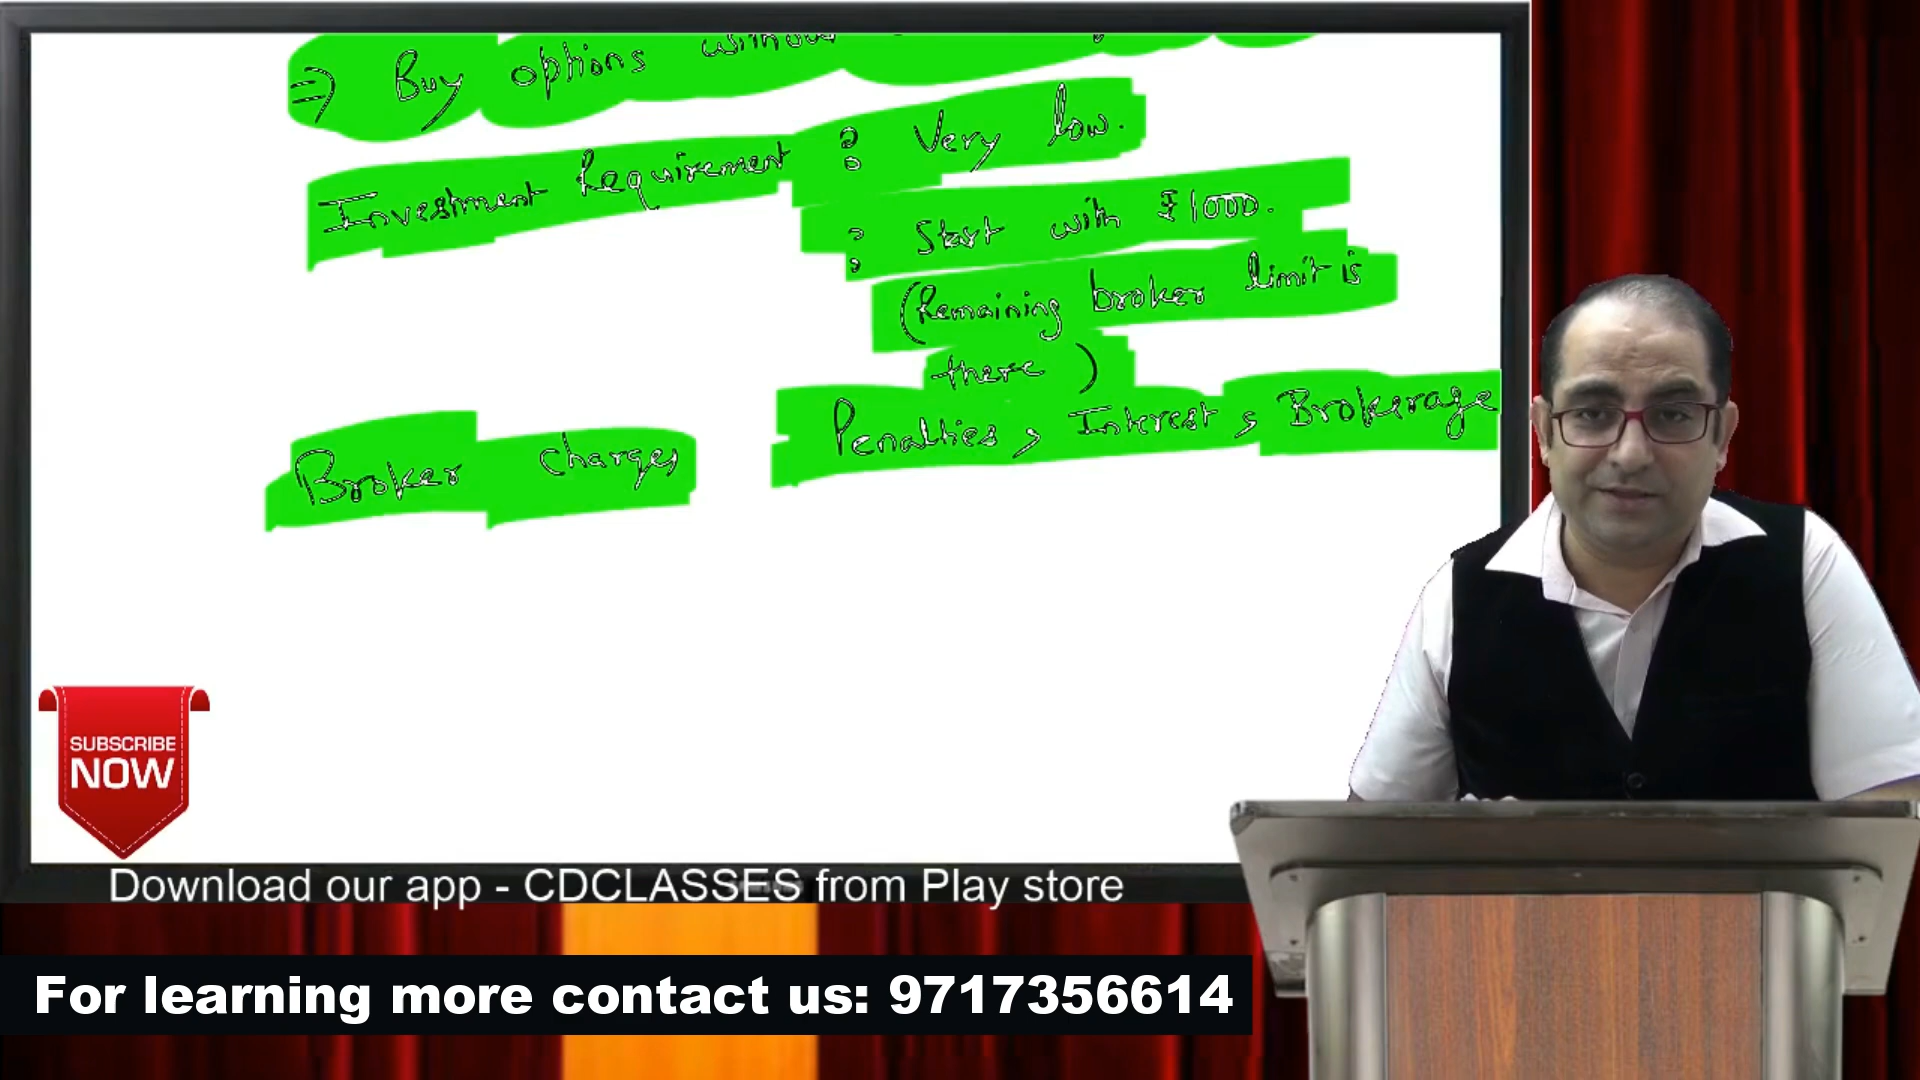 ⇒ Buy options without
Investment Requirement : Very low.
: Start with ₹1000.
(Remaining broker limit is
there)
Broker charges Penalties, Interest, Brokerage
SUBSCRIBE
NOW
Download our app - CDCLASSES from Play store
For learning more contact us: 9717356614